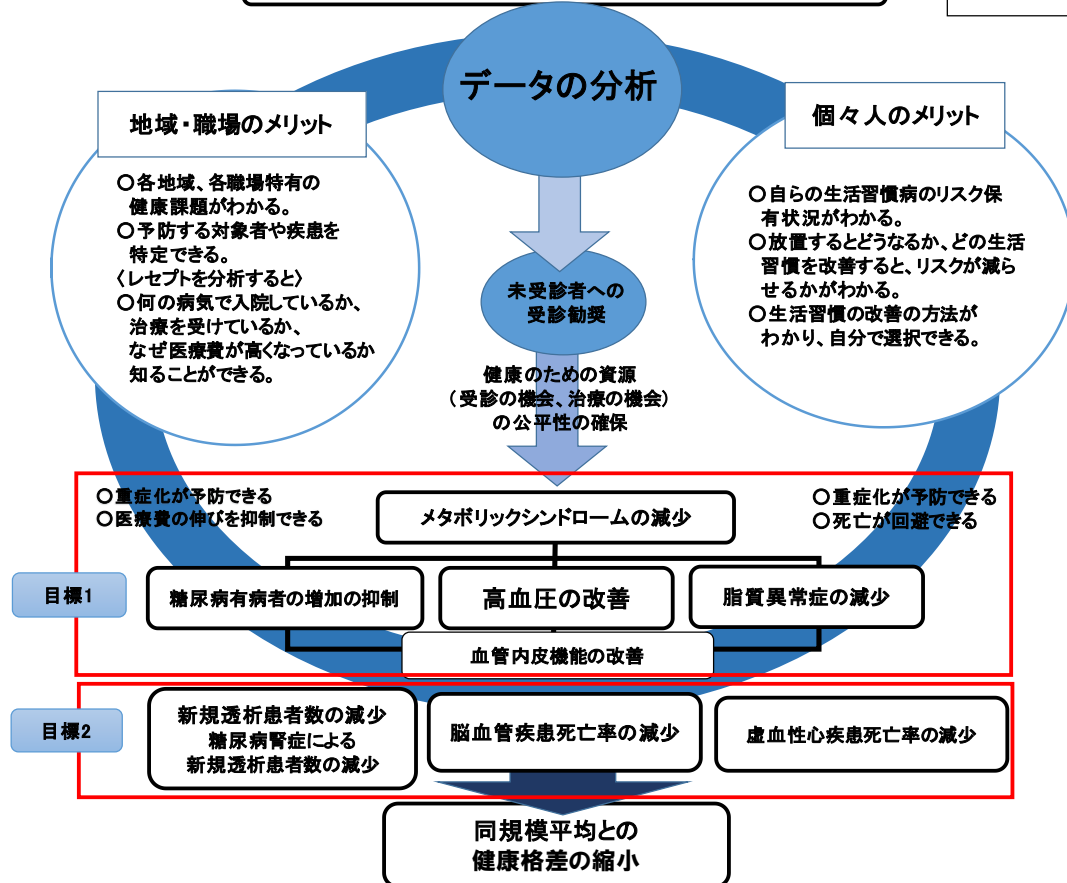 データの分析
地域・職場のメリット
○各地域、各職場特有の
健康課題がわかる。
○予防する対象者や疾患を
特定できる。
〈レセプトを分析すると〉
○何の病気で入院しているか、
治療を受けているか、
なぜ医療費が高くなっているか
知ることができる。
個々人のメリット
○自らの生活習慣病のリスク保
有状況がわかる。
○放置するとどうなるか、どの生活
習慣を改善すると、リスクが減ら
せるかがわかる。
○生活習慣の改善の方法が
わかり、自分で選択できる。
未受診者への
受診勧奨
健康のための資源
（受診の機会、治療の機会）
の公平性の確保
○重症化が予防できる
○医療費の伸びを抑制できる
○重症化が予防できる
○死亡が回避できる
メタボリックシンドロームの減少
目標1
糖尿病有病者の増加の抑制
高血圧の改善
脂質異常症の減少
血管内皮機能の改善
目標2
新規透析患者数の減少
糖尿病腎症による
新規透析患者数の減少
脳血管疾患死亡率の減少
虚血性心疾患死亡率の減少
同規模平均との
健康格差の縮小